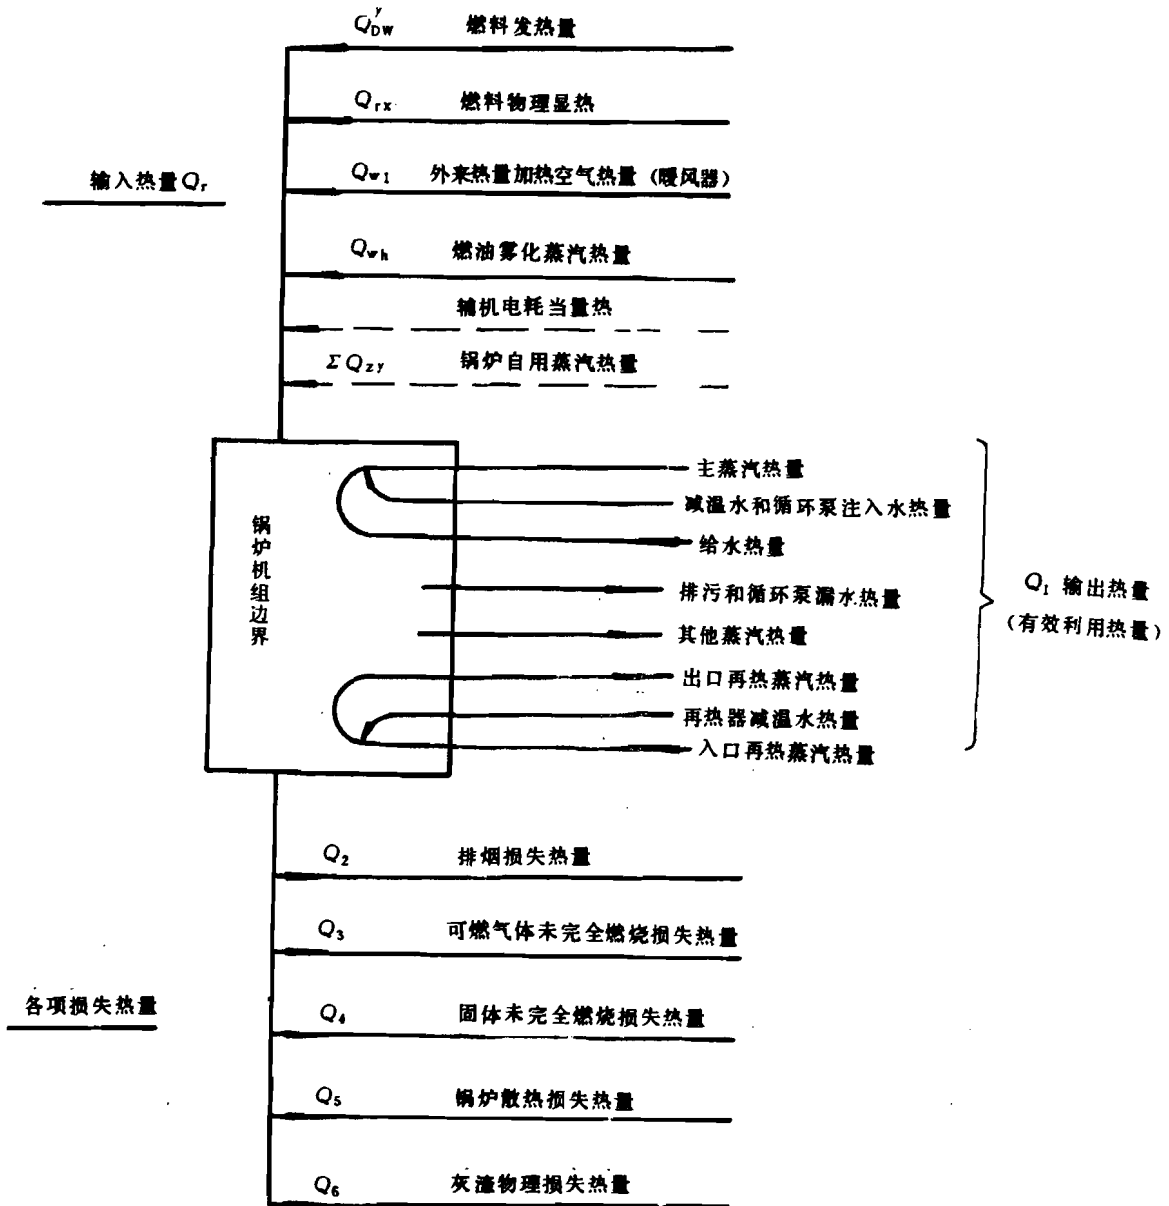 Q^y_DW 燃料发热量
Q_rx 燃料物理显热
输入热量Q_r
Q_w1 外来热量加热空气热量（暖风器）
Q_wh 燃油雾化蒸汽热量
辅机电耗当量热
ΣQ_zy 锅炉自用蒸汽热量
锅炉机组边界
主蒸汽热量
减温水和循环泵注入水热量
给水热量
排污和循环泵漏水热量
其他蒸汽热量
出口再热蒸汽热量
再热器减温水热量
入口再热蒸汽热量
Q_1 输出热量
（有效利用热量）
Q_2 排烟损失热量
Q_3 可燃气体未完全燃烧损失热量
各项损失热量
Q_4 固体未完全燃烧损失热量
Q_5 锅炉散热损失热量
Q_6 灰渣物理损失热量